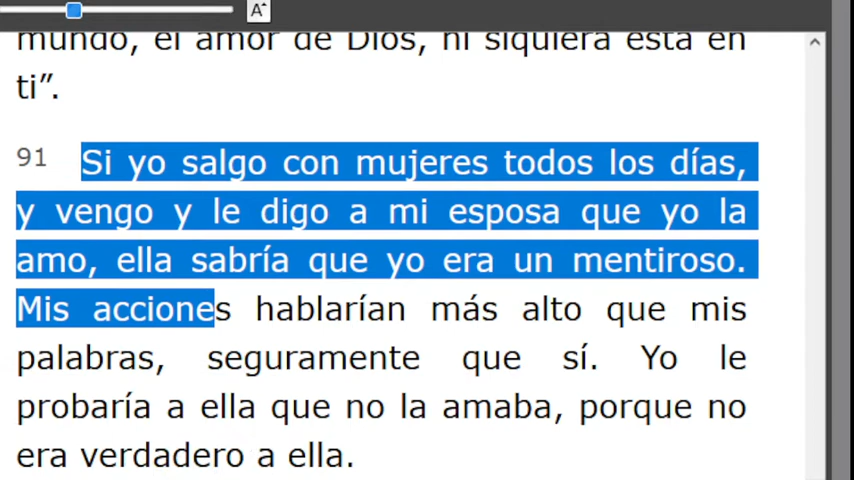 A
mundo, el amor de Dios, ni siquiera está en
ti”.
91 Si yo salgo con mujeres todos los días,
y vengo y le digo a mi esposa que yo la
amo, ella sabría que yo era un mentiroso.
Mis acciones hablarían más alto que mis
palabras, seguramente que sí. Yo le
probaría a ella que no la amaba, porque no
era verdadero a ella.